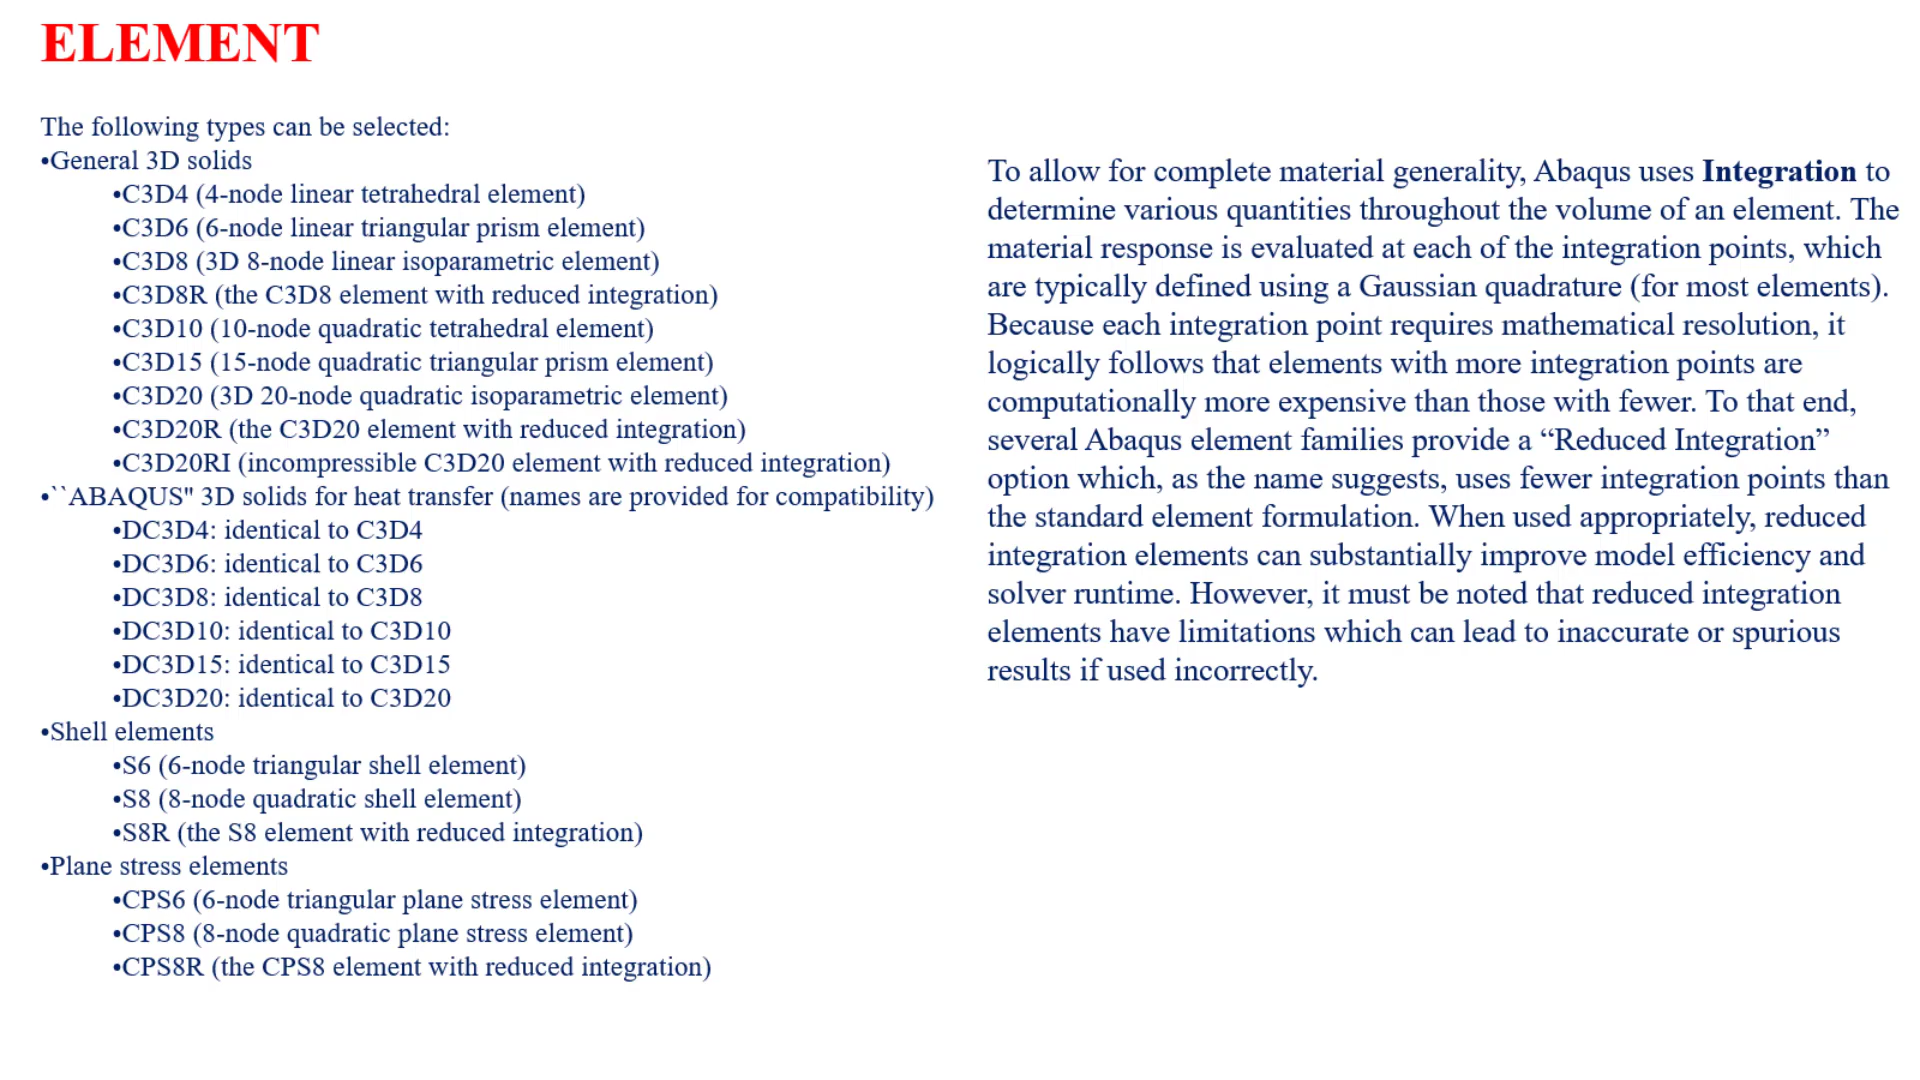 ELEMENT
The following types can be selected:
•General 3D solids
•C3D4 (4-node linear tetrahedral element)
•C3D6 (6-node linear triangular prism element)
•C3D8 (3D 8-node linear isoparametric element)
•C3D8R (the C3D8 element with reduced integration)
•C3D10 (10-node quadratic tetrahedral element)
•C3D15 (15-node quadratic triangular prism element)
•C3D20 (3D 20-node quadratic isoparametric element)
•C3D20R (the C3D20 element with reduced integration)
•C3D20RI (incompressible C3D20 element with reduced integration)
•``ABAQUS" 3D solids for heat transfer (names are provided for compatibility)
•DC3D4: identical to C3D4
•DC3D6: identical to C3D6
•DC3D8: identical to C3D8
•DC3D10: identical to C3D10
•DC3D15: identical to C3D15
•DC3D20: identical to C3D20
•Shell elements
•S6 (6-node triangular shell element)
•S8 (8-node quadratic shell element)
•S8R (the S8 element with reduced integration)
•Plane stress elements
•CPS6 (6-node triangular plane stress element)
•CPS8 (8-node quadratic plane stress element)
•CPS8R (the CPS8 element with reduced integration)
To allow for complete material generality, Abaqus uses Integration to
determine various quantities throughout the volume of an element. The
material response is evaluated at each of the integration points, which
are typically defined using a Gaussian quadrature (for most elements).
Because each integration point requires mathematical resolution, it
logically follows that elements with more integration points are
computationally more expensive than those with fewer. To that end,
several Abaqus element families provide a “Reduced Integration”
option which, as the name suggests, uses fewer integration points than
the standard element formulation. When used appropriately, reduced
integration elements can substantially improve model efficiency and
solver runtime. However, it must be noted that reduced integration
elements have limitations which can lead to inaccurate or spurious
results if used incorrectly.